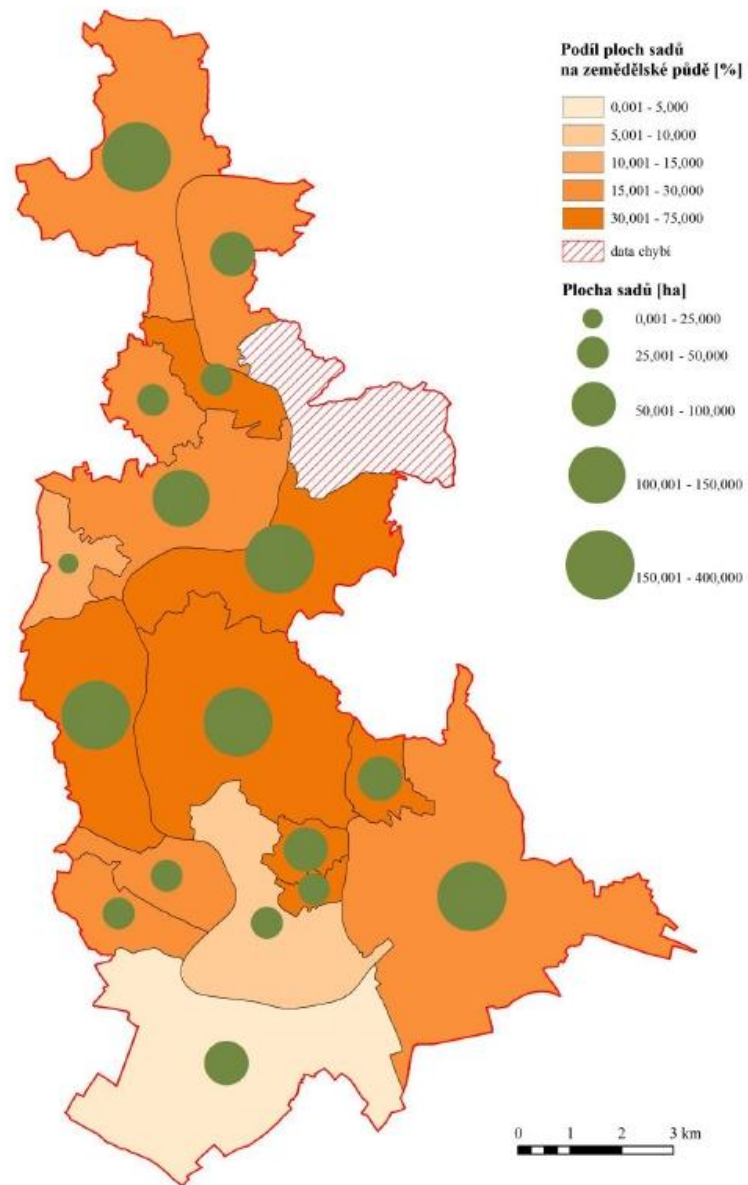 Podíl ploch sadů
na zemědělské půdě [%]
0,001 - 5,000
5,001 - 10,000
10,001 - 15,000
15,001 - 30,000
30,001 - 75,000
data chybí
Plocha sadů [ha]
0,001 - 25,000
25,001 - 50,000
50,001 - 100,000
100,001 - 150,000
150,001 - 400,000
0 1 2 3 km